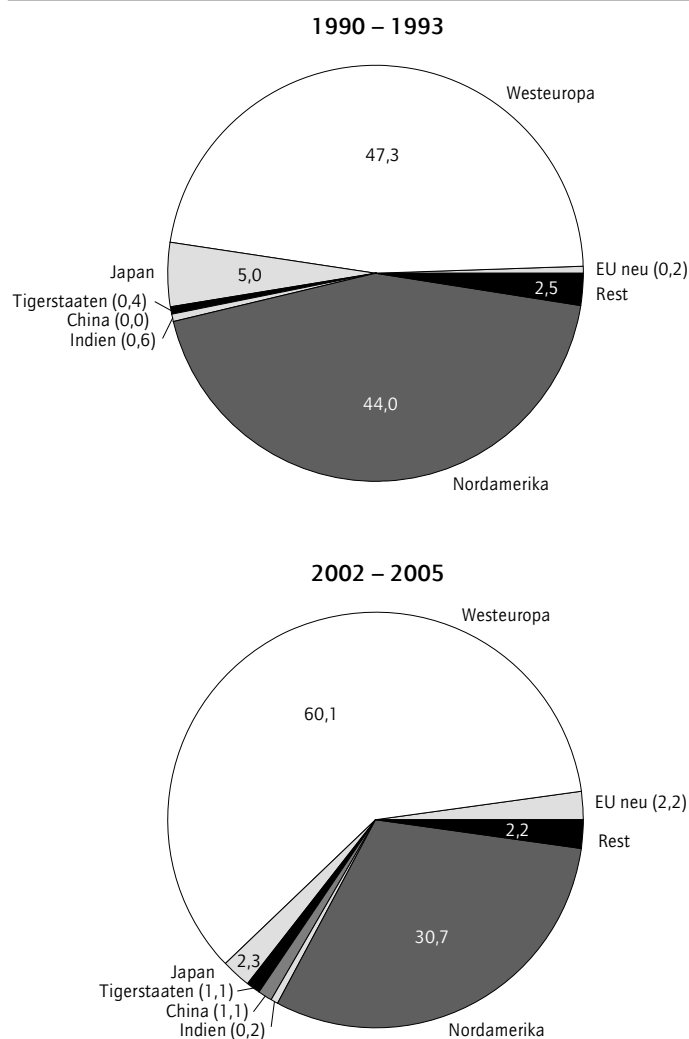 1990 – 1993
Westeuropa
47,3
EU neu (0,2)
Japan
5,0
2,5
Rest
Tigerstaaten (0,4)
China (0,0)
Indien (0,6)
44,0
Nordamerika
2002 – 2005
Westeuropa
60,1
EU neu (2,2)
2,2
Rest
30,7
2,3
Japan
Tigerstaaten (1,1)
China (1,1)
Indien (0,2)
Nordamerika